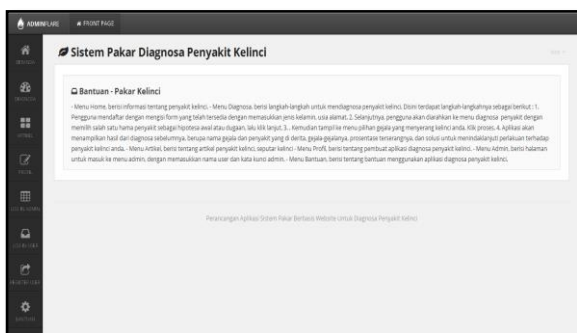 ADMINFLARE
FRONT PAGE
Sistem Pakar Diagnosa Penyakit Kelinci
Bantuan - Pakar Kelinci
- Menu Home, berisi informasi tentang penyakit kelinci. - Menu Diagnosa, berisi langkah-langkah untuk mendiagnosa penyakit kelinci. Disini terdapat langkah-langkahnya sebagai berikut : 1.
Pengguna mendaftar dengan mengisi form yang telah tersedia dengan memasukkan jenis kelamin, usia alamat. 2. Selanjutnya, pengguna akan diarahkan ke menu diagnosa penyakit dengan
memilih salah satu hama penyakit sebagai hipotesa awal atau dugaan, lalu klik lanjut. 3. . Kemudian tampil ke menu pilihan gejala yang menyerang kelinci anda. Klik proses. 4. Aplikasi akan
menampilkan hasil dari diagnosa sebelumnya, berupa nama gejala dan penyakit yang di derita, gejala-gejalanya, prosentase terserangnya, dan solusi untuk menindaklanjuti perlakuan terhadap
penyakit kelinci anda. - Menu Artikel, berisi tentang artikel penyakit kelinci, seputar kelinci - Menu Profil, berisi tentang pembuat aplikasi diagnosa penyakit kelinci. - Menu Admin, berisi halaman
untuk masuk ke menu admin, dengan memasukkan nama user dan kata kunci admin. - Menu Bantuan, berisi tentang bantuan menggunakan aplikasi diagnosa penyakit kelinci.
Perancangan Aplikasi Sistem Pakar Berbasis Website Untuk Diagnosa Penyakit Kelinci